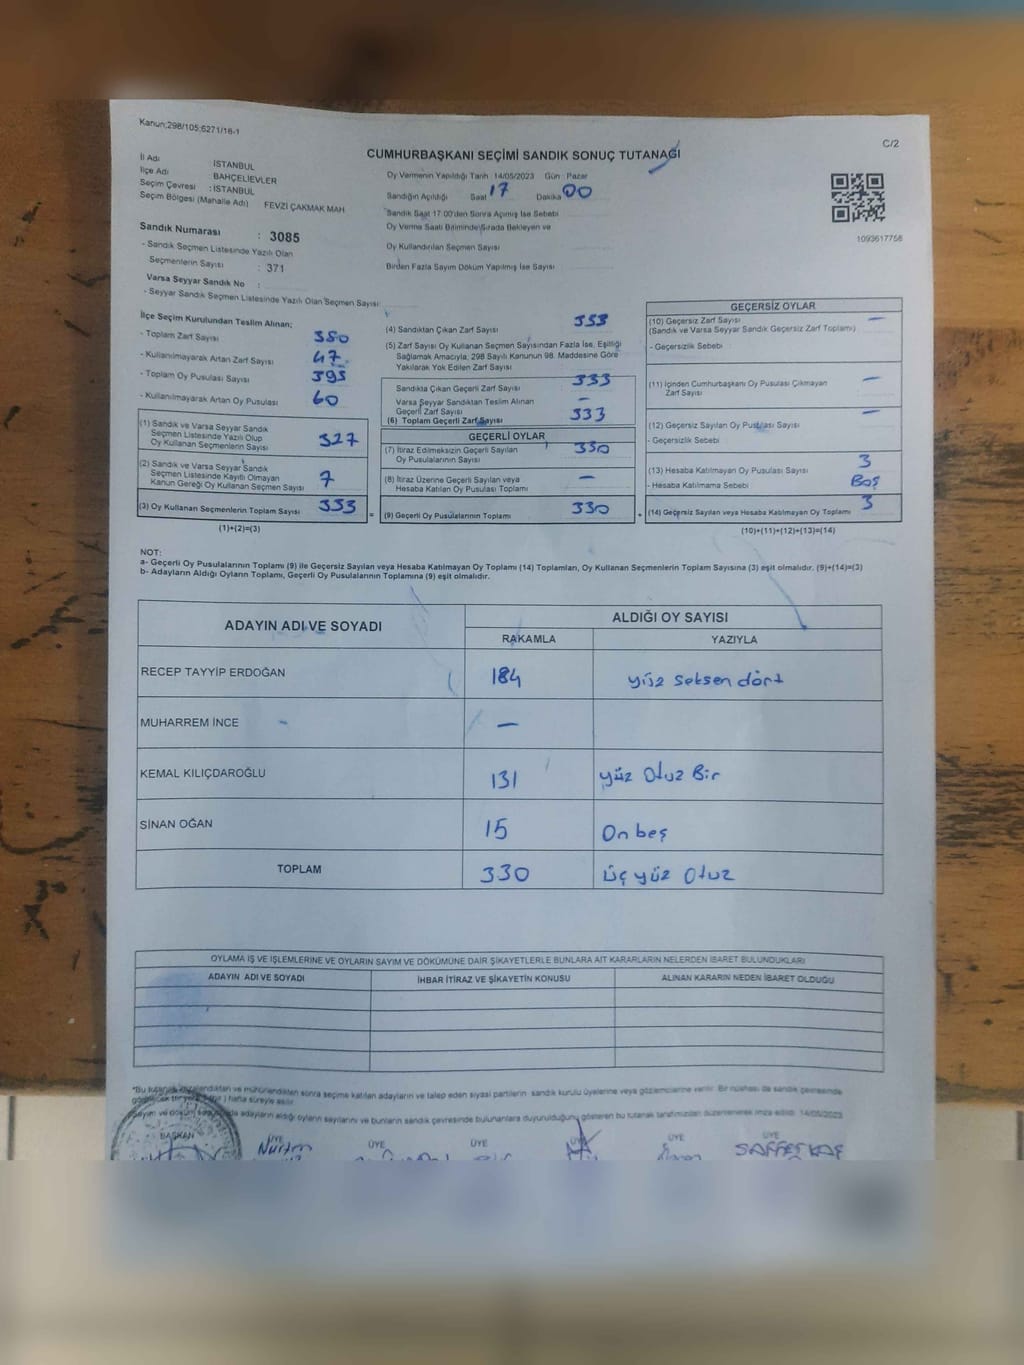 Kanun;298/105;6271/16-1
C/2
CUMHURBAŞKANI SEÇİMİ SANDIK SONUÇ TUTANAĞI
İl Adı İSTANBUL
İlçe Adı BAHÇELİEVLER
Seçim Çevresi : İSTANBUL
Seçim Bölgesi (Mahalle Adı) FEVZİ ÇAKMAK MAH
Oy Vermenin Yapıldığı Tarih 14/05/2023 Gün Pazar
Sandığın Açıldığı Saat 17 Dakika 00
Sandık Saat 17:00'den Sonra Açımış İse Sebebi
Oy Verme Saati Bitiminde Sırada Bekleyen ve
Oy Kullandırılan Seçmen Sayısı
Birden Fazla Sayım Döküm Yapılmış İse Sayısı
1093617758
Sandık Numarası : 3085
- Sandık Seçmen Listesinde Yazılı Olan
Seçmenlerin Sayısı : 371
Varsa Seyyar Sandık No :
- Seyyar Sandık Seçmen Listesinde Yazılı Olan Seçmen Sayısı
İlçe Seçim Kurulundan Teslim Alınan;
- Toplam Zarf Sayısı 380
- Kullanılmayarak Artan Zarf Sayısı 47
- Toplam Oy Pusulası Sayısı 393
- Kullanılmayarak Artan Oy Pusulası 60
(1) Sandık ve Varsa Seyyar Sandık
Seçmen Listesinde Yazılı Olup
Oy Kullanan Seçmenlerin Sayısı 327
(2) Sandık ve Varsa Seyyar Sandık
Seçmen Listesinde Kayıtlı Olmayan
Kanun Gereği Oy Kullanan Seçmen Sayısı 7
(3) Oy Kullanan Seçmenlerin Toplam Sayısı 333 =
(1)+(2)=(3)
(4) Sandıktan Çıkan Zarf Sayısı 333
(5) Zarf Sayısı Oy Kullanan Seçmen Sayısından Fazla İse, Eşitliği
Sağlamak Amacıyla, 298 Sayılı Kanunun 98. Maddesine Göre
Yakılarak Yok Edilen Zarf Sayısı
Sandıkta Çıkan Geçerli Zarf Sayısı 333
Varsa Seyyar Sandıktan Teslim Alınan
Geçerli Zarf Sayısı –
(6) Toplam Geçerli Zarf Sayısı 333
GEÇERLİ OYLAR
(7) İtiraz Edilmeksizin Geçerli Sayılan
Oy Pusulalarının Sayısı 330
(8) İtiraz Üzerine Geçerli Sayılan veya
Hesaba Katılan Oy Pusulası Toplamı –
(9) Geçerli Oy Pusulalarının Toplamı 330 +
GEÇERSİZ OYLAR
(10) Geçersiz Zarf Sayısı –
(Sandık ve Varsa Seyyar Sandık Geçersiz Zarf Toplamı)
- Geçersizlik Sebebi
(11) İçinden Cumhurbaşkanı Oy Pusulası Çıkmayan
Zarf Sayısı –
(12) Geçersiz Sayılan Oy Pusulası Sayısı –
- Geçersizlik Sebebi
(13) Hesaba Katılmayan Oy Pusulası Sayısı 3
- Hesaba Katılmama Sebebi Boş
(14) Geçersiz Sayılan veya Hesaba Katılmayan Oy Toplamı 3
(10)+(11)+(12)+(13)=(14)
NOT:
a- Geçerli Oy Pusulalarının Toplamı (9) ile Geçersiz Sayılan veya Hesaba Katılmayan Oy Toplamı (14) Toplamları, Oy Kullanan Seçmenlerin Toplam Sayısına (3) eşit olmalıdır. (9)+(14)=(3)
b- Adayların Aldığı Oyların Toplamı, Geçerli Oy Pusulalarının Toplamına (9) eşit olmalıdır.
ADAYIN ADI VE SOYADI ALDIĞI OY SAYISI
RAKAMLA YAZIYLA
RECEP TAYYİP ERDOĞAN 184 yüz seksen dört
MUHARREM İNCE –
KEMAL KILIÇDAROĞLU 131 yüz Otuz Bir
SİNAN OĞAN 15 On beş
TOPLAM 330 üç yüz Otuz
OYLAMA İŞ VE İŞLEMLERİNE VE OYLARIN SAYIM VE DÖKÜMÜNE DAİR ŞİKAYETLERLE BUNLARA AİT KARARLARIN NELERDEN İBARET BULUNDUKLARI
ADAYIN ADI VE SOYADI İHBAR İTİRAZ VE ŞİKAYETİN KONUSU ALINAN KARARIN NEDEN İBARET OLDUĞU
*Bu tutanak imzalandıktan ve mühürlendikten sonra seçime katılan adayların ve talep eden siyasi partilerin sandık kurulu üyelerine veya gözlemcilerine verilir. Bir nüshası da sandık çevresinde
hafta süreyle asılır.
döküm adayların aldığı oyların sayılarını ve bunların sandık çevresinde bulunanlara duyurulduğunu gösteren bu tutanak tarafımızdan düzenlenerek imza edildi. 14/05/2023
BAŞKAN ÜYE ÜYE ÜYE ÜYE ÜYE ÜYE